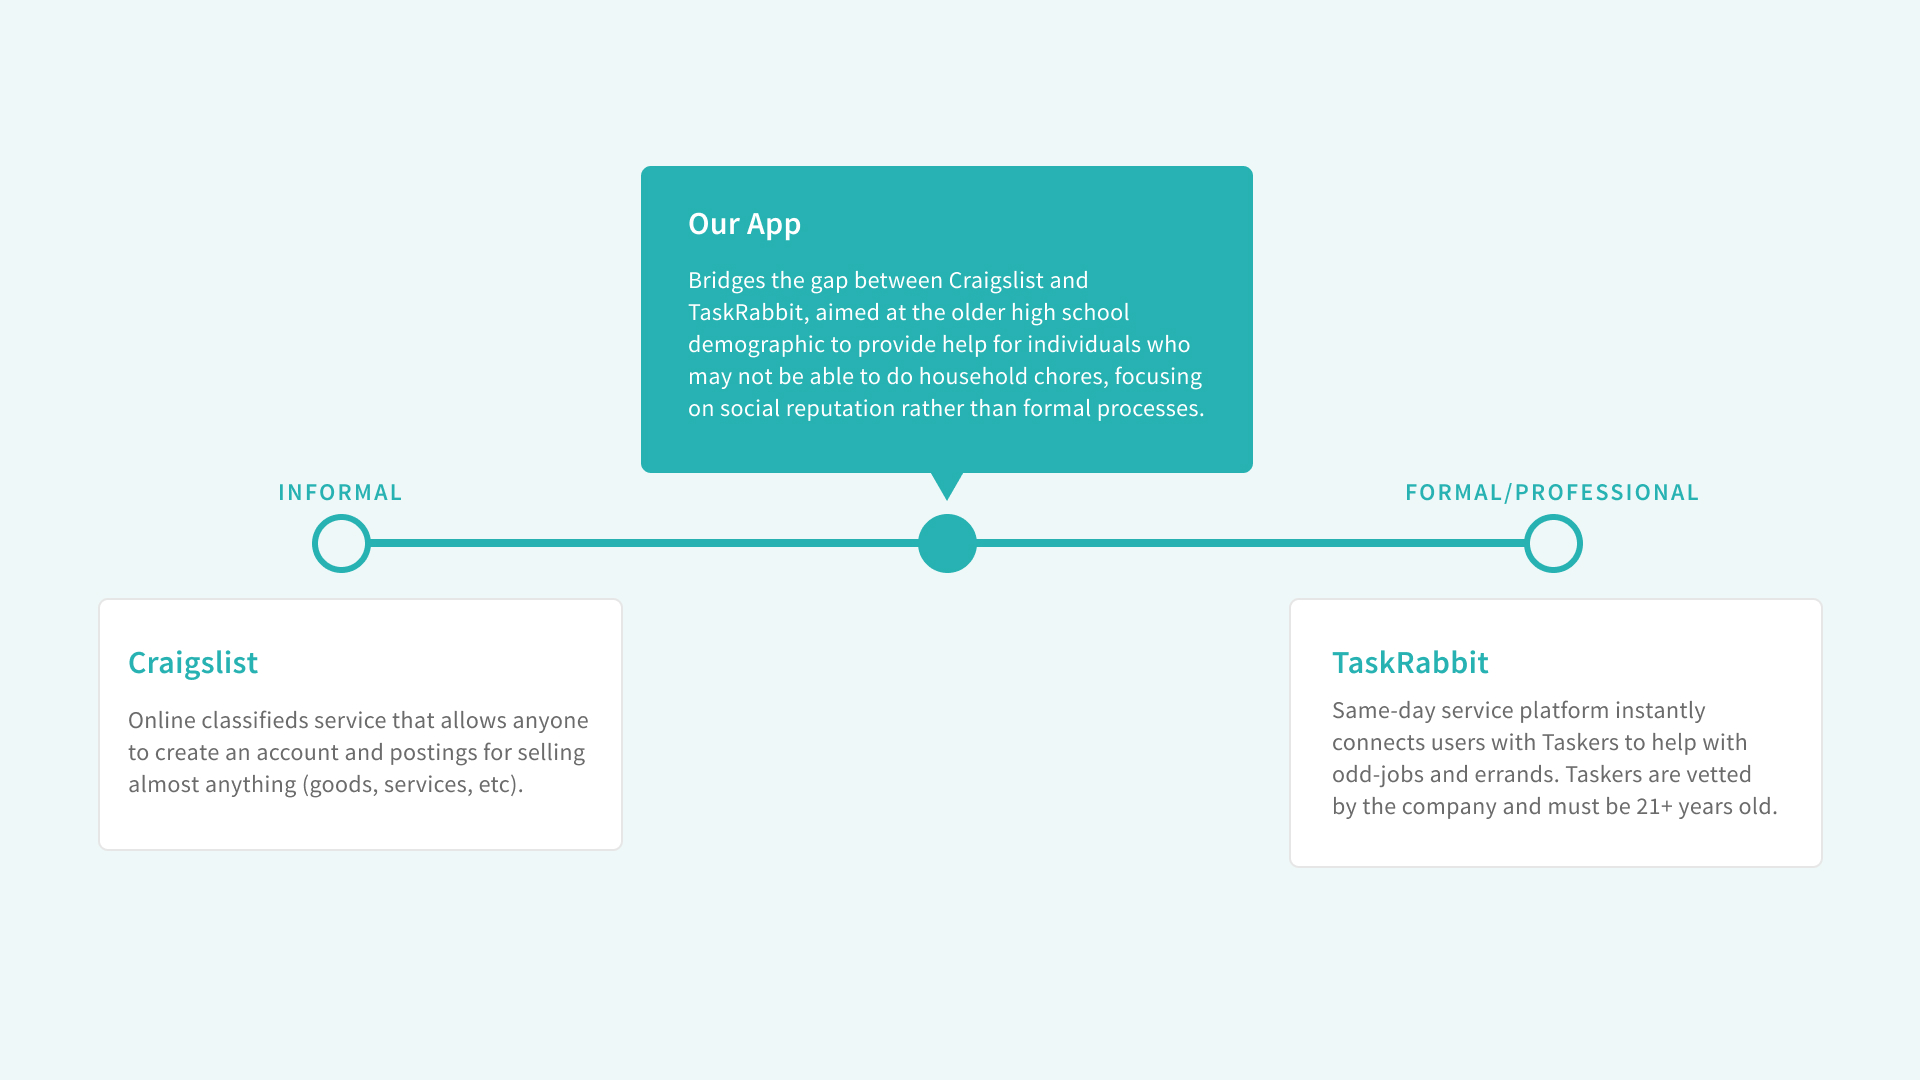 Our App
Bridges the gap between Craigslist and
TaskRabbit, aimed at the older high school
demographic to provide help for individuals who
may not be able to do household chores, focusing
on social reputation rather than formal processes.
INFORMAL
FORMAL/PROFESSIONAL
Craigslist
Online classifieds service that allows anyone
to create an account and postings for selling
almost anything (goods, services, etc).
TaskRabbit
Same-day service platform instantly
connects users with Taskers to help with
odd-jobs and errands. Taskers are vetted
by the company and must be 21+ years old.